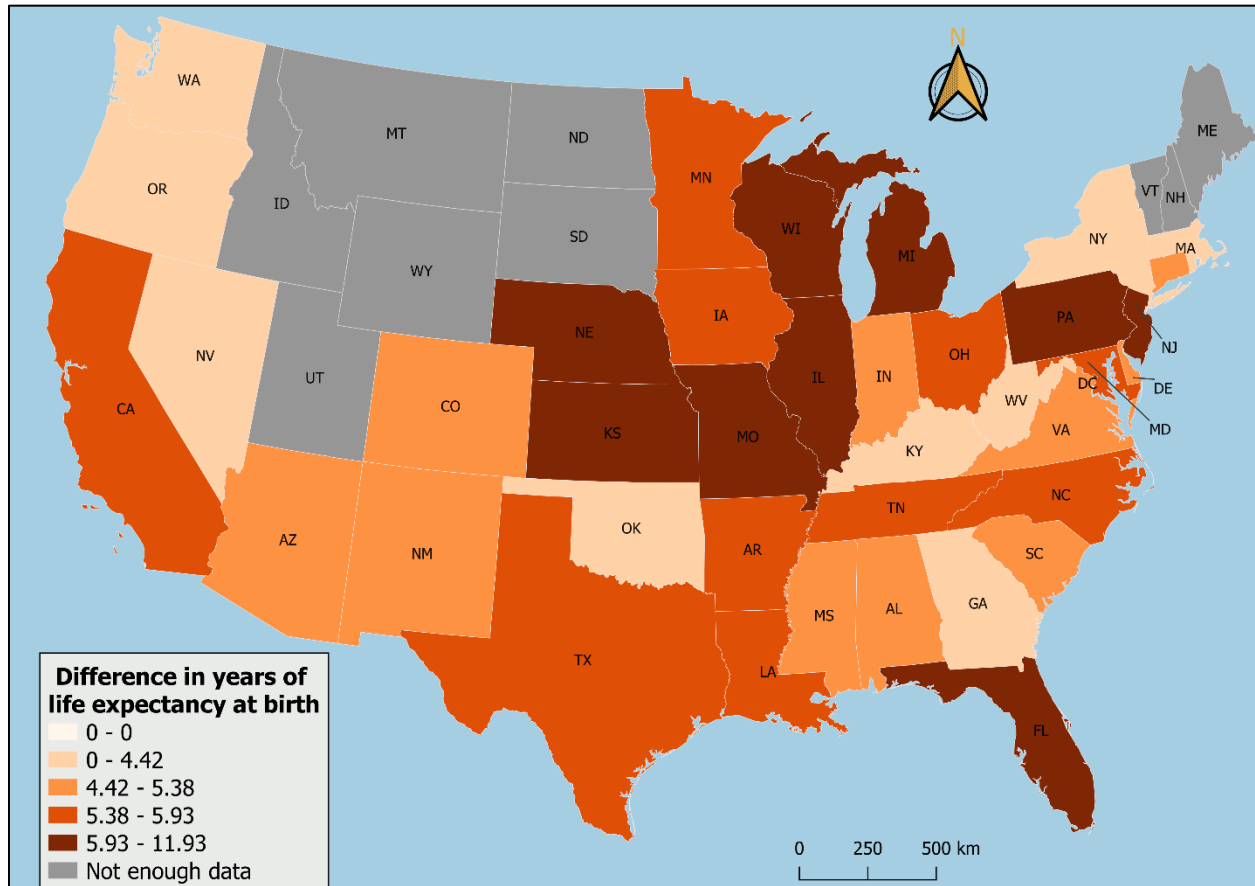 N
WA
MT
ND
ME
MN
VT
NH
OR
ID
SD
WI
NY
MA
WY
MI
NE
IA
PA
NJ
NV
UT
IL
IN
OH
CO
DE
CA
DC
WV
MD
KS
MO
VA
KY
NC
TN
OK
AZ
NM
AR
SC
MS
AL
GA
TX
LA
FL
Difference in years of
life expectancy at birth
0 - 0
0 - 4.42
4.42 - 5.38
5.38 - 5.93
5.93 - 11.93
Not enough data
0 250 500 km